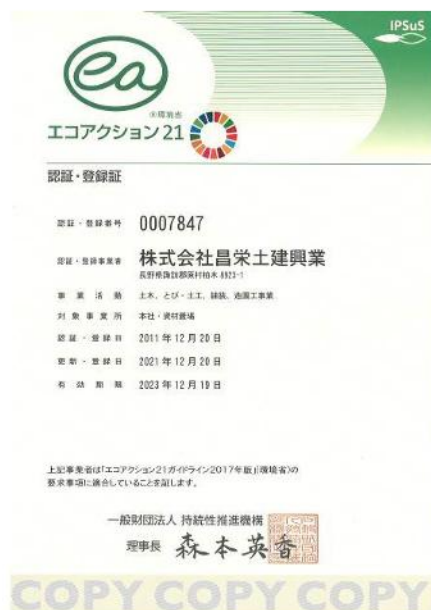 IPSuS
ea
®環境省
エコアクション21
認証・登録証
認証・登録番号 0007847
認証・登録事業者 株式会社昌栄土建興業
長野県諏訪郡原村柏木 8923-1
事業活動 土木、とび・土工、舗装、造園工事業
対象事業所 本社・資材置場
認証・登録日 2011年12月20日
更新・登録日 2021年12月20日
有効期限 2023年12月19日
上記事業者は「エコアクション21ガイドライン2017年版」(環境省)の
要求事項に適合していることを証します。
一般財団法人 持続性推進機構
理事長 森本英香
COPY COPY COPY